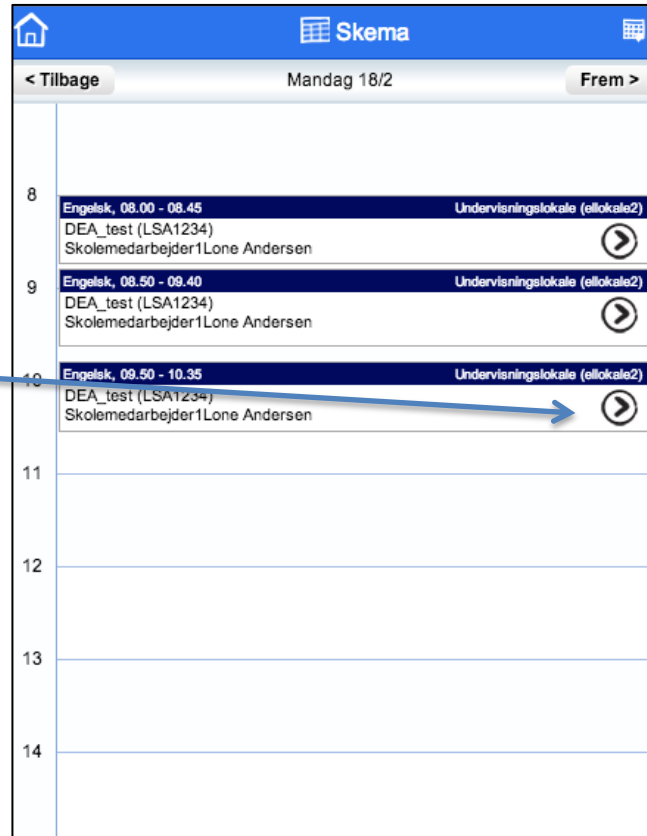 Skema
< Tilbage Mandag 18/2 Frem >
8
Engelsk, 08.00 - 08.45 Undervisningslokale (ellokale2)
DEA_test (LSA1234)
Skolemedarbejder1Lone Andersen
9
Engelsk, 08.50 - 09.40 Undervisningslokale (ellokale2)
DEA_test (LSA1234)
Skolemedarbejder1Lone Andersen
10
Engelsk, 09.50 - 10.35 Undervisningslokale (ellokale2)
DEA_test (LSA1234)
Skolemedarbejder1Lone Andersen
11
12
13
14